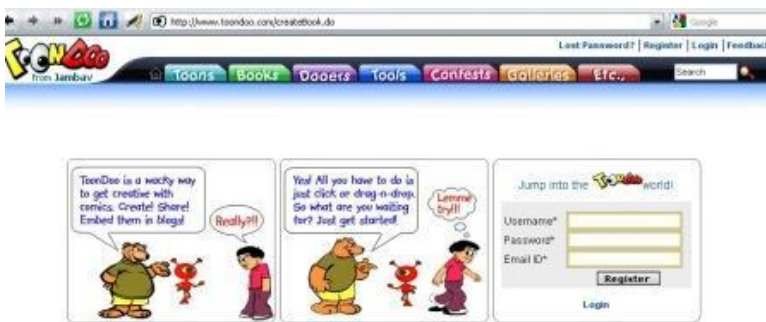 http://www.toondoo.com/createBook.do
Google
Lost Password? | Register | Login | Feedbac
TOONDOO
from Jambav
Toons Books Dooers Tools Contests Galleries Etc.,
Search
ToonDoo is a wacky way
to get creative with
comics. Create! Share!
Embed them in blogs!
Really?!!
Yes! All you have to do is
just click or drag-n-drop.
So what are you waiting
for? Just get started!
Lemme
try!!!
Jump into the TOONDOO world!
Username*
Password*
Email ID*
Register
Login